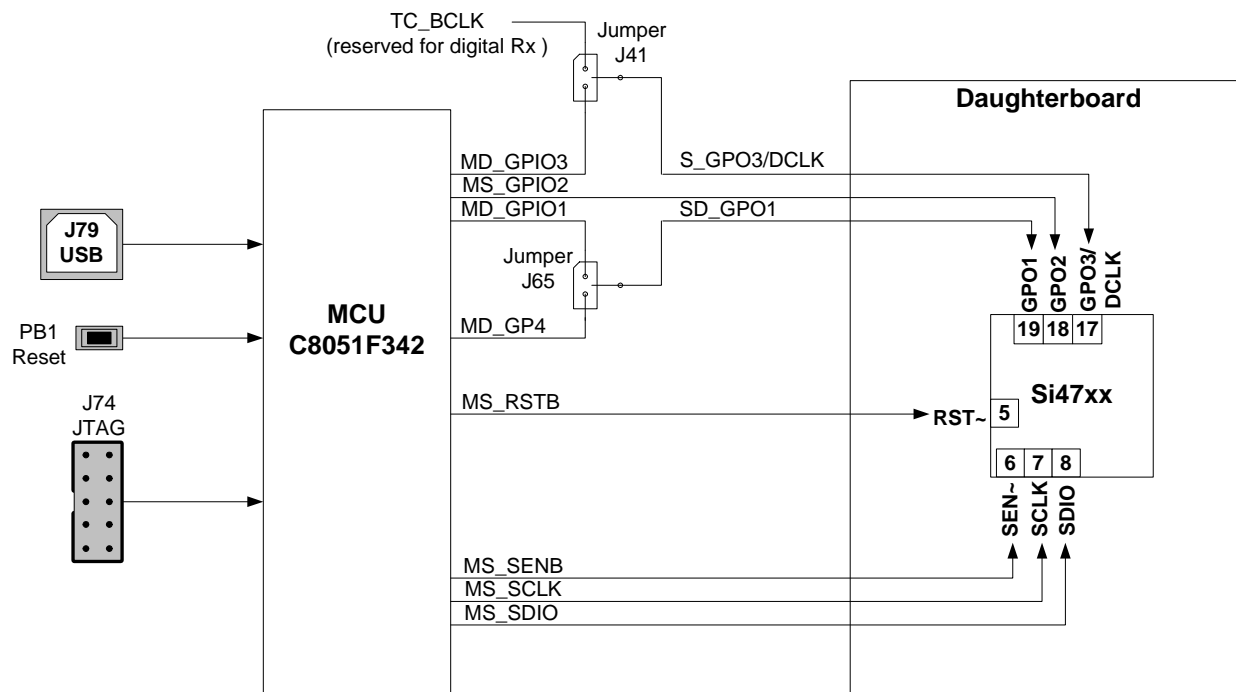 TC_BCLK
(reserved for digital Rx )
Jumper
J41
Daughterboard
MD_GPIO3
S_GPO3/DCLK
MS_GPIO2
MD_GPIO1
SD_GPO1
J79
USB
Jumper
J65
GPO1
GPO2
GPO3/
DCLK
MCU
C8051F342
PB1
Reset
MD_GP4
19 18 17
Si47xx
J74
JTAG
MS_RSTB
RST~
5
6 7 8
SEN~
SCLK
SDIO
MS_SENB
MS_SCLK
MS_SDIO